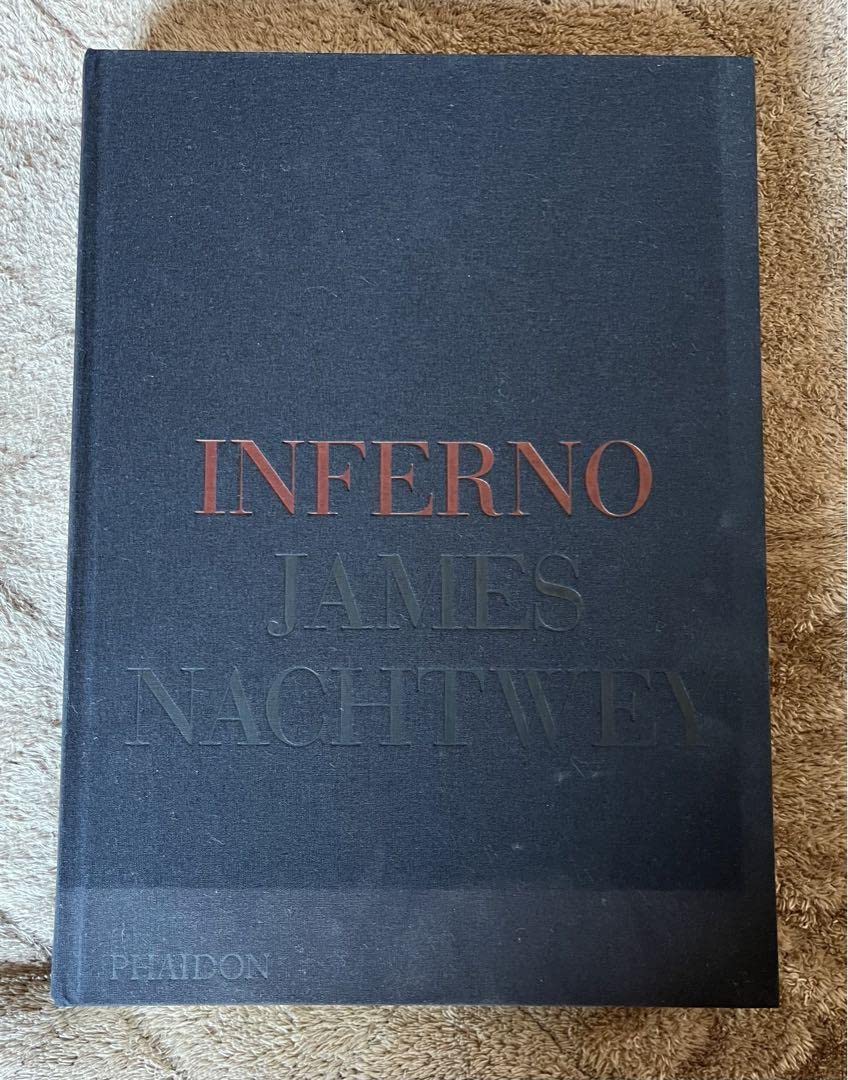 INFERNO
JAMES
NACHTWEY
PHAIDON